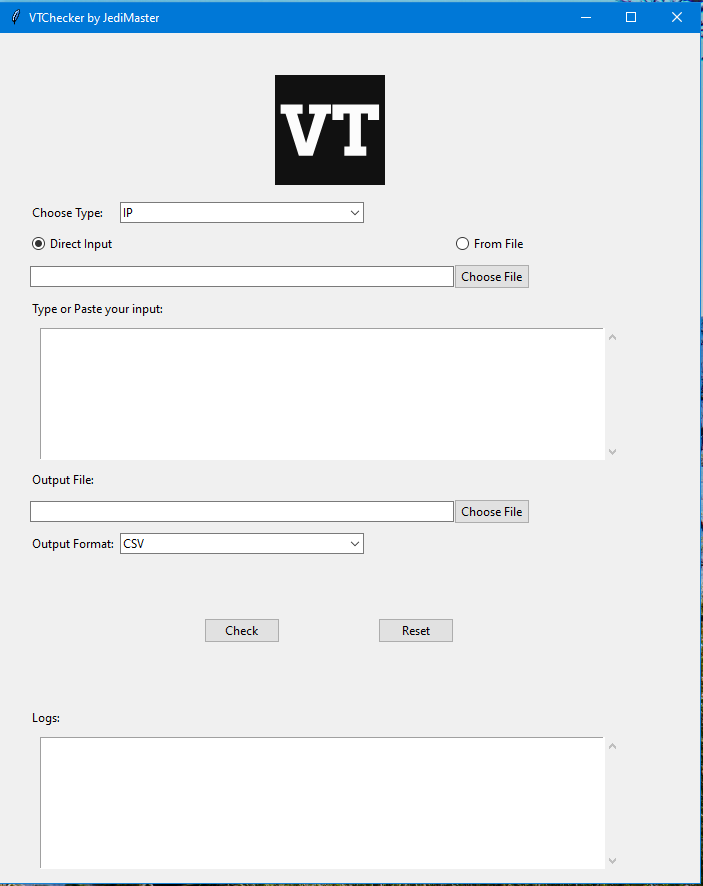 VTChecker by JediMaster
VT
Choose Type: IP
Direct Input From File
Choose File
Type or Paste your input:
Output File:
Choose File
Output Format: CSV
Check Reset
Logs: